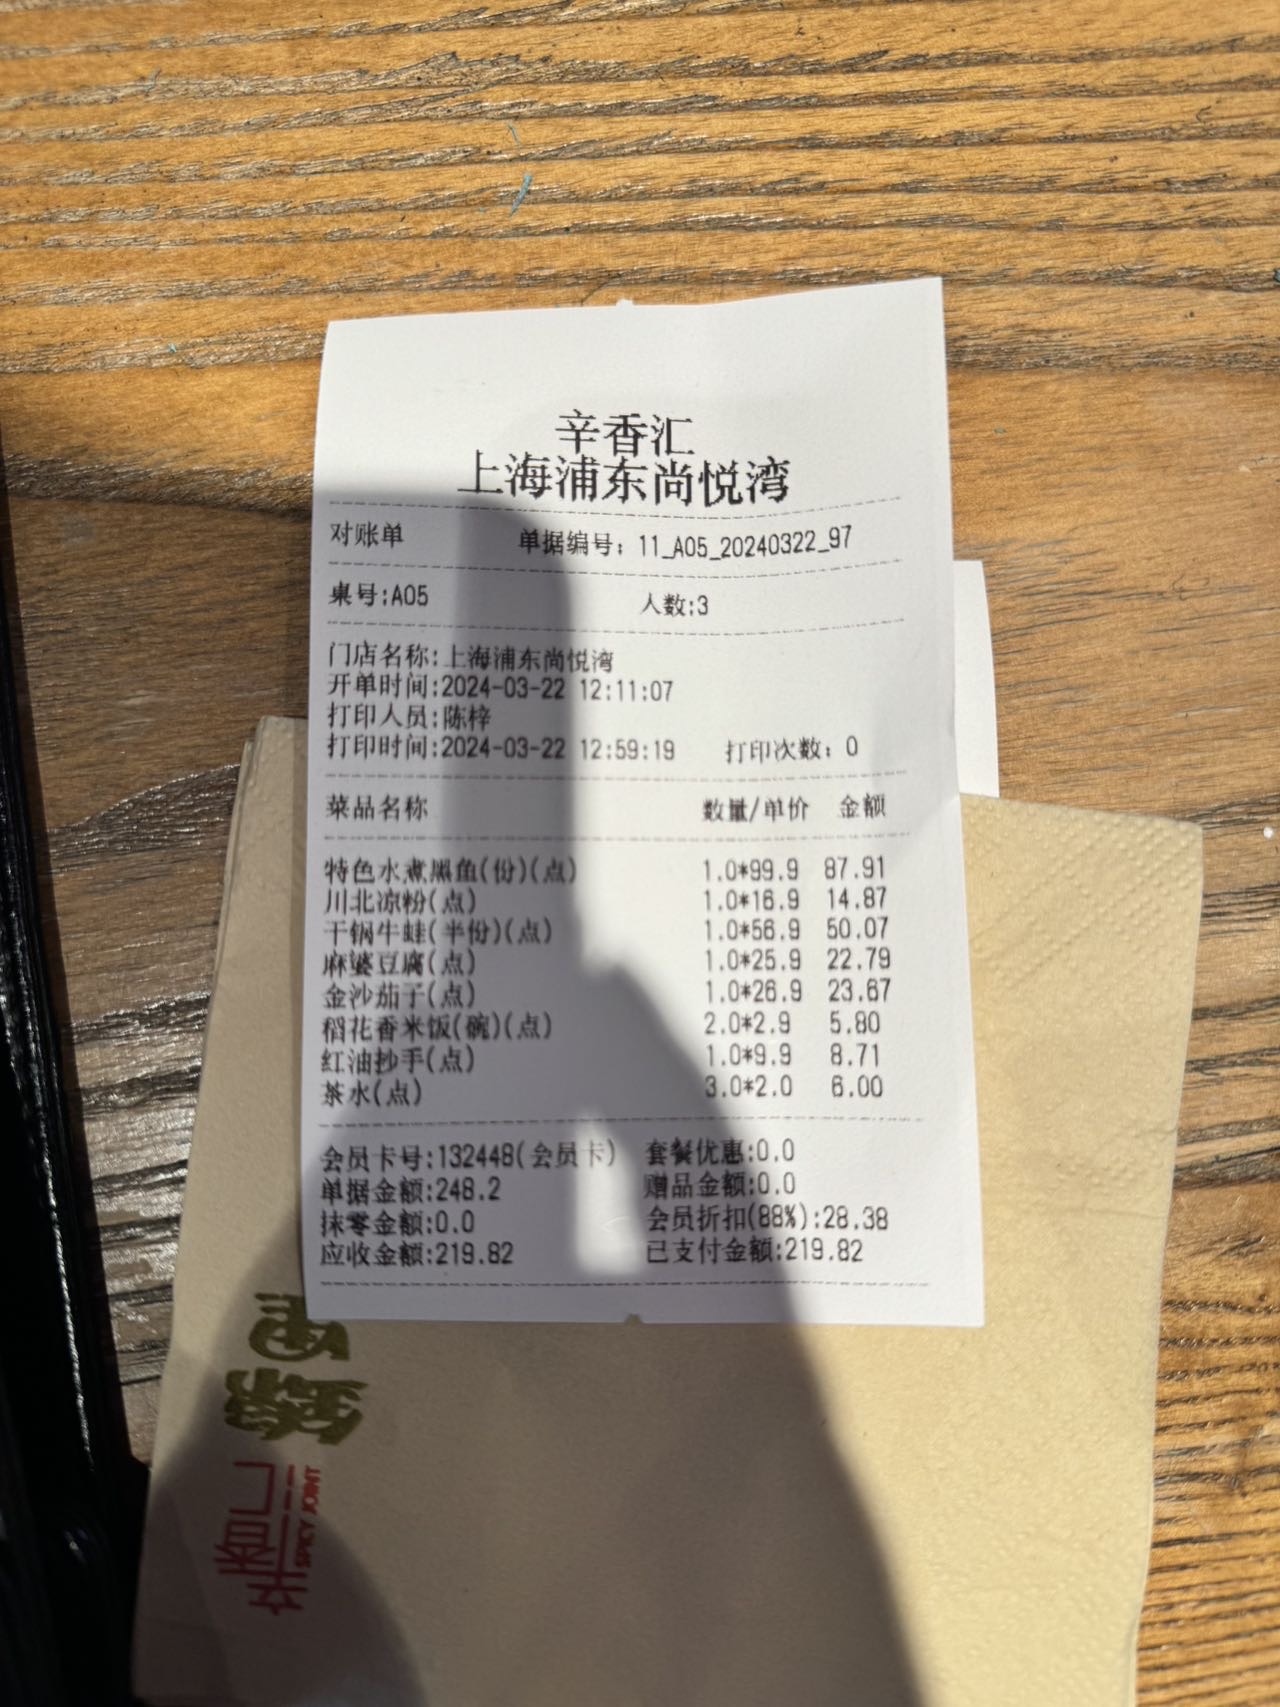 辛香汇
上海浦东尚悦湾
对账单 单据编号：11_A05_20240322_97
桌号:A05 人数:3
门店名称:上海浦东尚悦湾
开单时间:2024-03-22 12:11:07
打印人员:陈梓
打印时间:2024-03-22 12:59:19 打印次数：0
菜品名称 数量/单价 金额
特色水煮黑鱼(份)(点) 1.0*99.9 87.91
川北凉粉(点) 1.0*16.9 14.87
干锅牛蛙(半份)(点) 1.0*56.9 50.07
麻婆豆腐(点) 1.0*25.9 22.79
金沙茄子(点) 1.0*26.9 23.67
稻花香米饭(碗)(点) 2.0*2.9 5.80
红油抄手(点) 1.0*9.9 8.71
茶水(点) 3.0*2.0 6.00
会员卡号:132448(会员卡) 套餐优惠:0.0
单据金额:248.2 赠品金额:0.0
抹零金额:0.0 会员折扣(88%):28.38
应收金额:219.82 已支付金额:219.82
辛香汇
SPICY JOINT